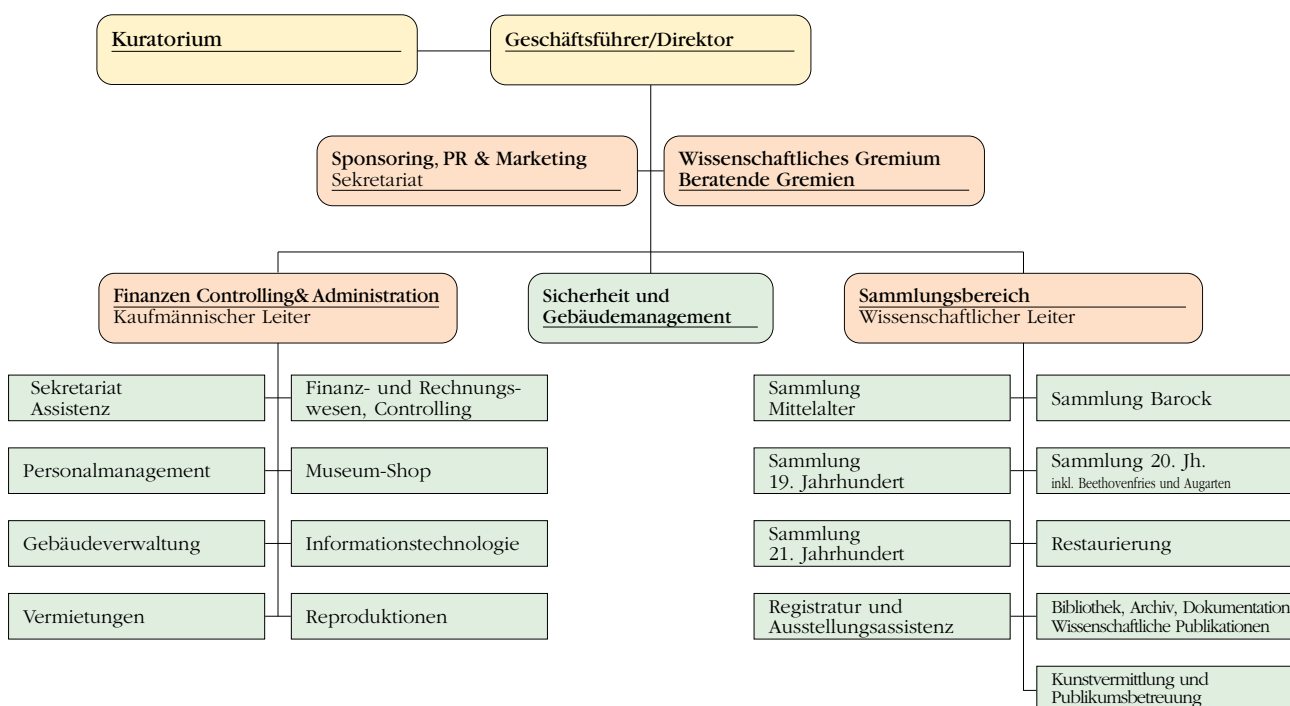 Kuratorium
Geschäftsführer/Direktor
Sponsoring, PR & Marketing
Sekretariat
Wissenschaftliches Gremium
Beratende Gremien
Finanzen Controlling& Administration
Kaufmännischer Leiter
Sicherheit und
Gebäudemanagement
Sammlungsbereich
Wissenschaftlicher Leiter
Sekretariat
Assistenz
Finanz- und Rechnungs-
wesen, Controlling
Personalmanagement
Museum-Shop
Gebäudeverwaltung
Informationstechnologie
Vermietungen
Reproduktionen
Sammlung
Mittelalter
Sammlung Barock
Sammlung
19. Jahrhundert
Sammlung 20. Jh.
inkl. Beethovenfries und Augarten
Sammlung
21. Jahrhundert
Restaurierung
Registratur und
Ausstellungsassistenz
Bibliothek, Archiv, Dokumentation
Wissenschaftliche Publikationen
Kunstvermittlung und
Publikumsbetreuung